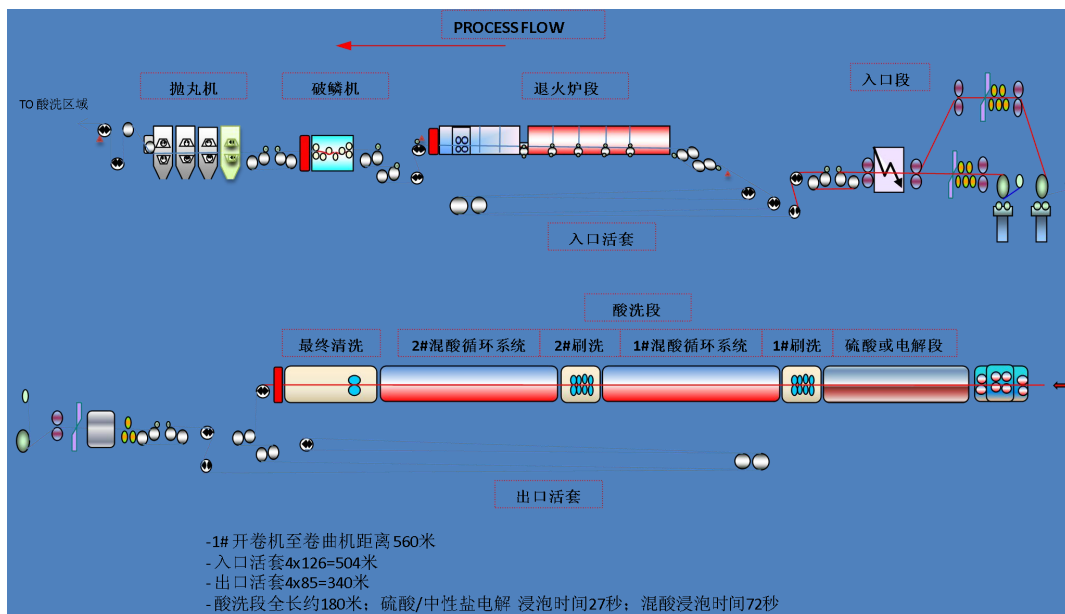 PROCESS FLOW
抛丸机
破鳞机
退火炉段
入口段
TO 酸洗区域
入口活套
酸洗段
最终清洗
2#混酸循环系统
2#刷洗
1#混酸循环系统
1#刷洗
硫酸或电解段
出口活套
-1#开卷机至卷曲机距离560米
-入口活套4x126=504米
-出口活套4x85=340米
-酸洗段全长约180米；硫酸/中性盐电解 浸泡时间27秒；混酸浸泡时间72秒